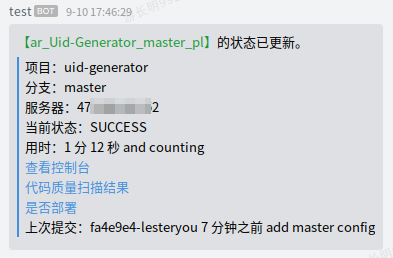 test BOT 9-10 17:46:29
【ar_Uid-Generator_master_pl】的状态已更新。
项目：uid-generator
分支：master
服务器：47 2
当前状态：SUCCESS
用时：1 分 12 秒 and counting
查看控制台
代码质量扫描结果
是否部署
上次提交：fa4e9e4-lesteryou 7 分钟之前 add master config